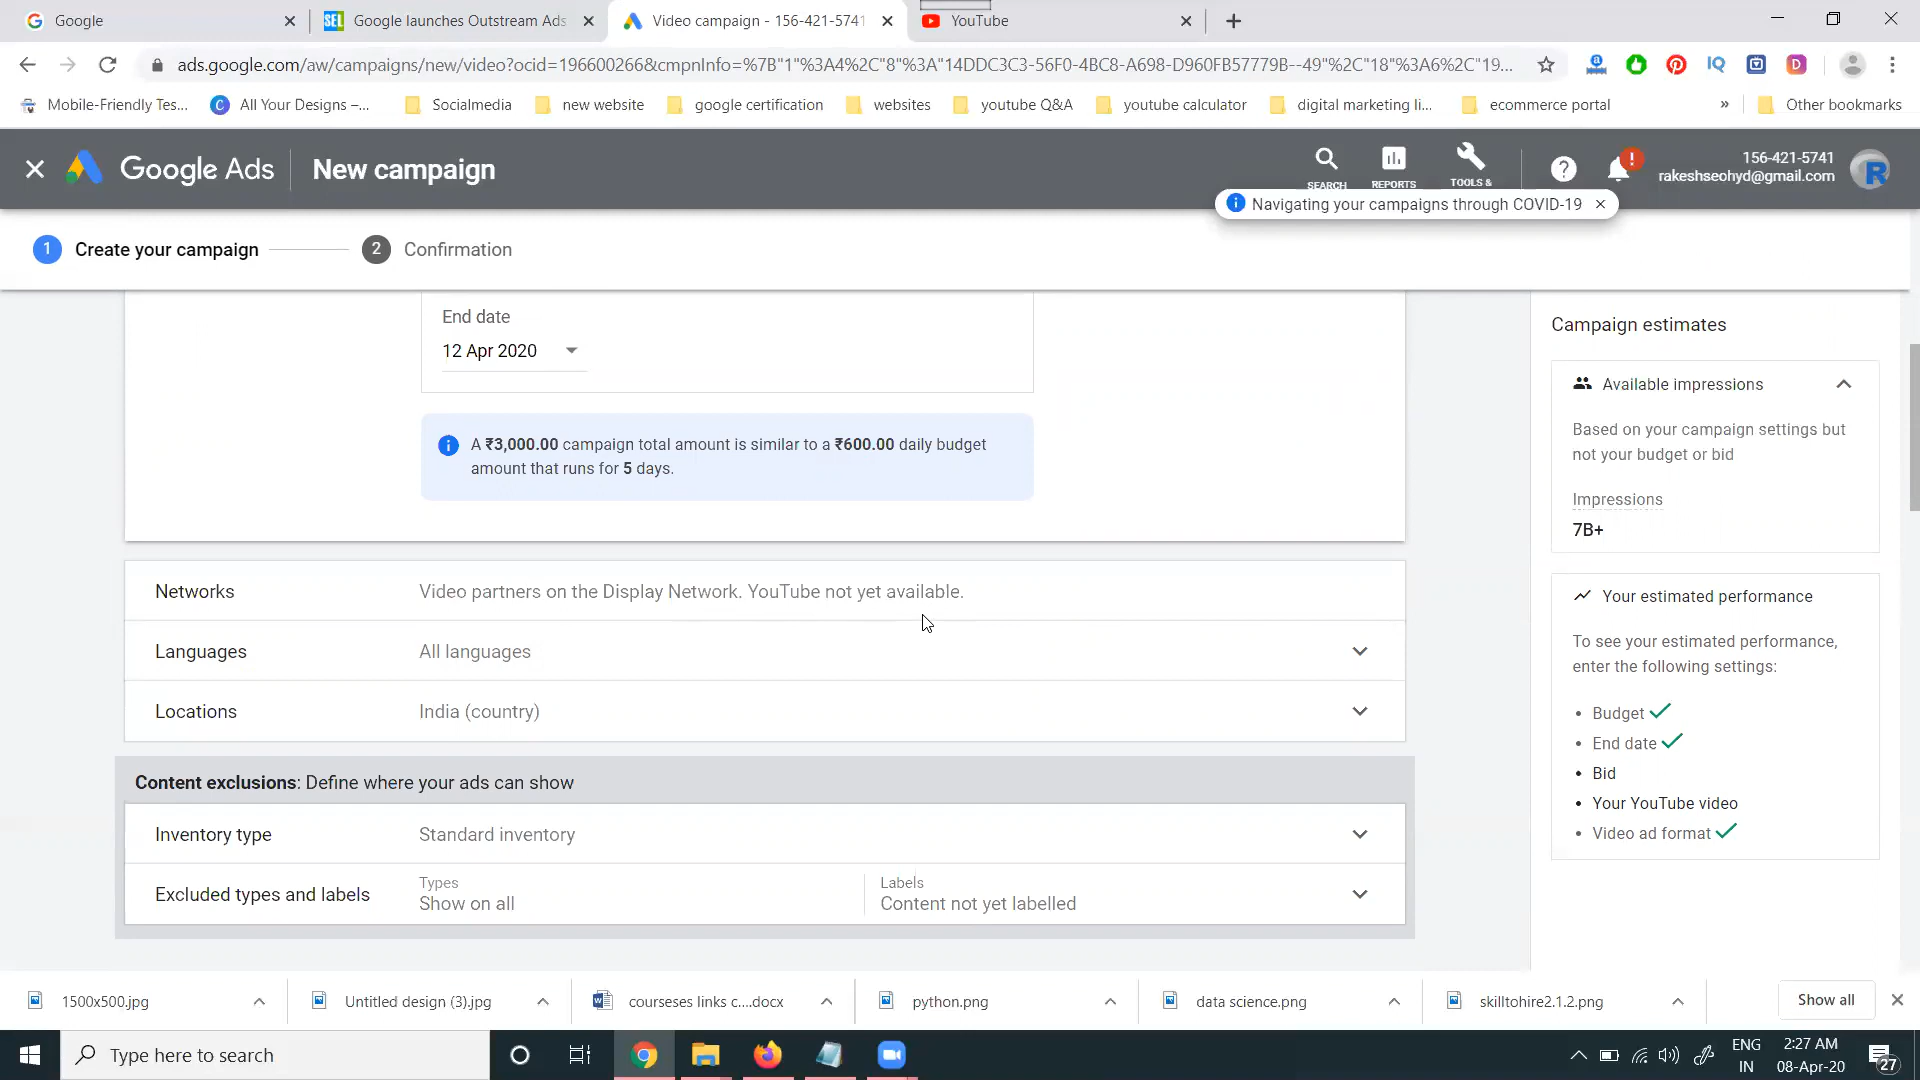 Google
Google launches Outstream Ads
Video campaign - 156-421-5741
YouTube
ads.google.com/aw/campaigns/new/video?ocid=196600266&cmpnInfo=%7B"1"%3A4%2C"8"%3A"14DDC3C3-56F0-4BC8-A698-D960FB57779B--49"%2C"18"%3A6%2C"19...
Mobile-Friendly Tes...
All Your Designs –...
Socialmedia
new website
google certification
websites
youtube Q&A
youtube calculator
digital marketing li...
ecommerce portal
»
Other bookmarks
Google Ads
New campaign
SEARCH
REPORTS
TOOLS &
156-421-5741
rakeshseohyd@gmail.com
Navigating your campaigns through COVID-19
1 Create your campaign
2 Confirmation
End date
12 Apr 2020
A ₹3,000.00 campaign total amount is similar to a ₹600.00 daily budget
amount that runs for 5 days.
Networks
Video partners on the Display Network. YouTube not yet available.
Languages
All languages
Locations
India (country)
Content exclusions: Define where your ads can show
Inventory type
Standard inventory
Excluded types and labels
Types
Show on all
Labels
Content not yet labelled
Campaign estimates
Available impressions
Based on your campaign settings but
not your budget or bid
Impressions
7B+
Your estimated performance
To see your estimated performance,
enter the following settings:
• Budget
• End date
• Bid
• Your YouTube video
• Video ad format
1500x500.jpg
Untitled design (3).jpg
courseses links c....docx
python.png
data science.png
skilltohire2.1.2.png
Show all
Type here to search
ENG
IN
2:27 AM
08-Apr-20
27